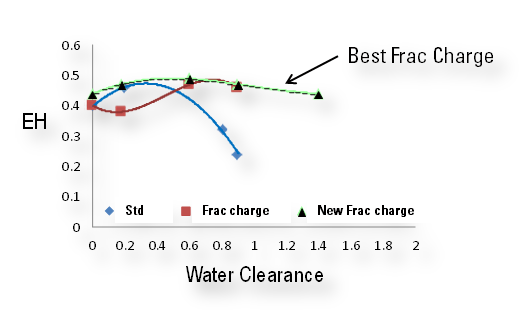 0.6
Best Frac Charge
0.5
0.4
EH
0.3
0.2
0.1
Std Frac charge New Frac charge
0
0 0.2 0.4 0.6 0.8 1 1.2 1.4 1.6 1.8 2
Water Clearance